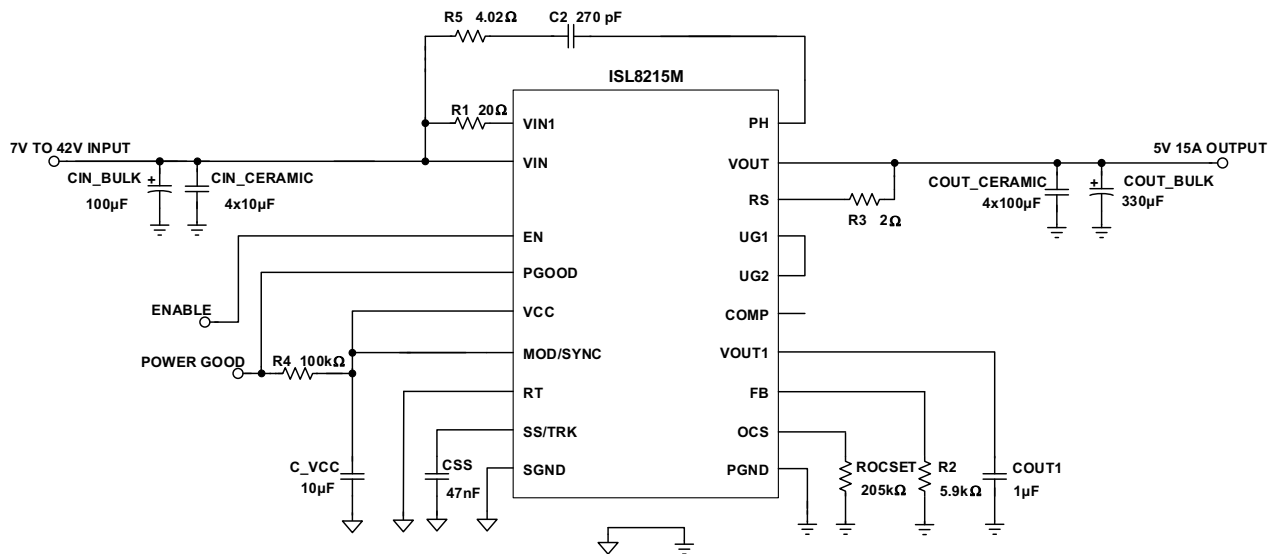 R5 4.02Ω
C2 270 pF
ISL8215M
R1 20Ω
VIN1
PH
7V TO 42V INPUT
VIN
VOUT
5V 15A OUTPUT
CIN_BULK
+
100µF
CIN_CERAMIC
4x10µF
RS
R3 2Ω
COUT_CERAMIC
4x100µF
+
COUT_BULK
330µF
EN
UG1
PGOOD
UG2
ENABLE
VCC
COMP
POWER GOOD
R4 100kΩ
MOD/SYNC
VOUT1
RT
FB
SS/TRK
OCS
C_VCC
10µF
CSS
47nF
SGND
PGND
ROCSET
205kΩ
R2
5.9kΩ
COUT1
1µF